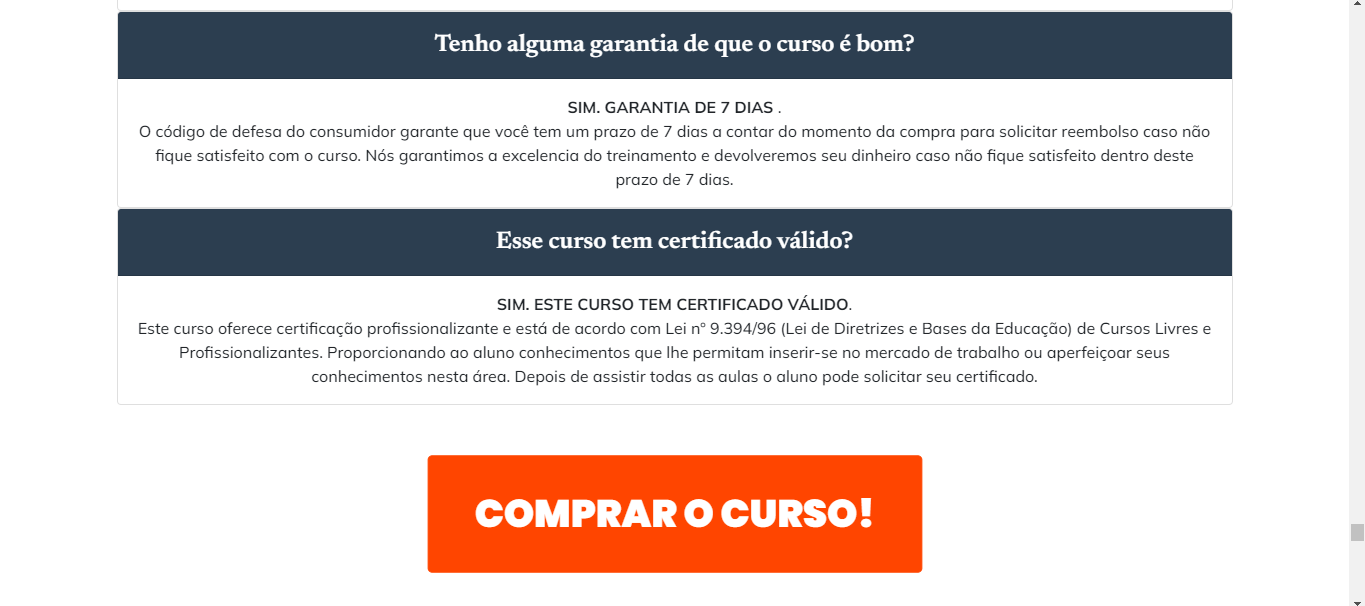 Tenho alguma garantia de que o curso é bom?
SIM. GARANTIA DE 7 DIAS .
O código de defesa do consumidor garante que você tem um prazo de 7 dias a contar do momento da compra para solicitar reembolso caso não
fique satisfeito com o curso. Nós garantimos a excelencia do treinamento e devolveremos seu dinheiro caso não fique satisfeito dentro deste
prazo de 7 dias.
Esse curso tem certificado válido?
SIM. ESTE CURSO TEM CERTIFICADO VÁLIDO.
Este curso oferece certificação profissionalizante e está de acordo com Lei nº 9.394/96 (Lei de Diretrizes e Bases da Educação) de Cursos Livres e
Profissionalizantes. Proporcionando ao aluno conhecimentos que lhe permitam inserir-se no mercado de trabalho ou aperfeiçoar seus
conhecimentos nesta área. Depois de assistir todas as aulas o aluno pode solicitar seu certificado.
COMPRAR O CURSO!